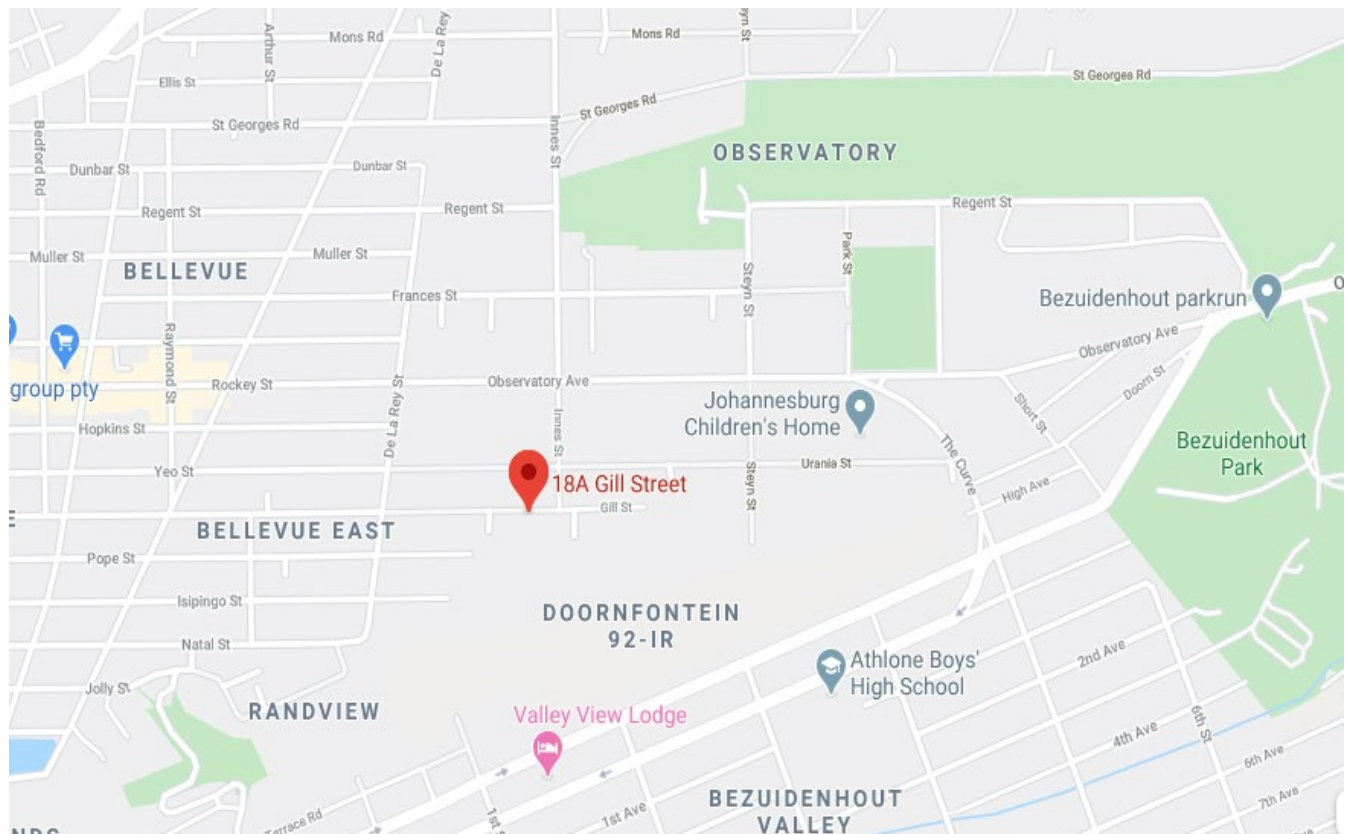 Mons Rd
Arthur St
De La Rey
yn St
Mons Rd
Ellis St
St Georges Rd
St Georges Rd
St Georges Rd
Bedford Rd
Innes St
OBSERVATORY
Dunbar St
Dunbar St
Regent St
Regent St
Regent St
Muller St
Muller St
Park St
BELLEVUE
Steyn St
Frances St
Bezuidenhout parkrun
O
Raymond St
Observatory Ave
group pty
Rockey St
Observatory Ave
Doorn St
De La Rey St
Johannesburg
Children's Home
Short St
Hopkins St
Innes St
The Curve
Bezuidenhout
Park
Yeo St
Urania St
18A Gill Street
Steyn St
High Ave
Gill St
E
BELLEVUE EAST
Pope St
Isipingo St
DOORNFONTEIN
92-IR
Natal St
Athlone Boys'
High School
2nd Ave
Jolly St
RANDVIEW
Valley View Lodge
6th St
4th Ave
6th Ave
BEZUIDENHOUT
VALLEY
7th Ave
Terrace Rd
1st S
1st Ave
NDS